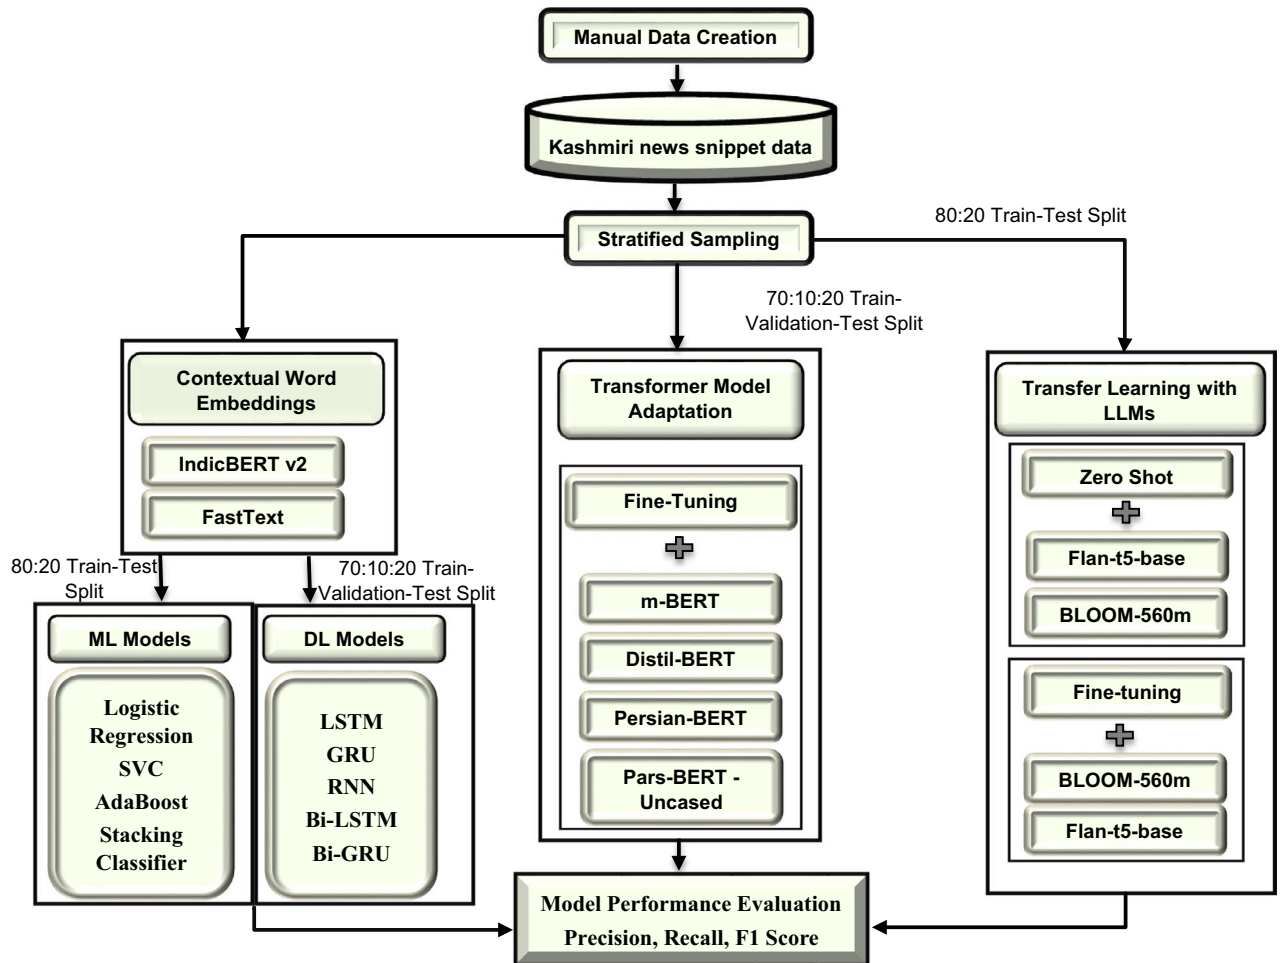 Manual Data Creation
Kashmiri news snippet data
Stratified Sampling
80:20 Train-Test Split
70:10:20 Train-
Validation-Test Split
Contextual Word
Embeddings
IndicBERT v2
FastText
80:20 Train-Test
Split
70:10:20 Train-
Validation-Test Split
ML Models
Logistic
Regression
SVC
AdaBoost
Stacking
Classifier
DL Models
LSTM
GRU
RNN
Bi-LSTM
Bi-GRU
Transformer Model
Adaptation
Fine-Tuning
m-BERT
Distil-BERT
Persian-BERT
Pars-BERT -
Uncased
Transfer Learning with
LLMs
Zero Shot
Flan-t5-base
BLOOM-560m
Fine-tuning
BLOOM-560m
Flan-t5-base
Model Performance Evaluation
Precision, Recall, F1 Score